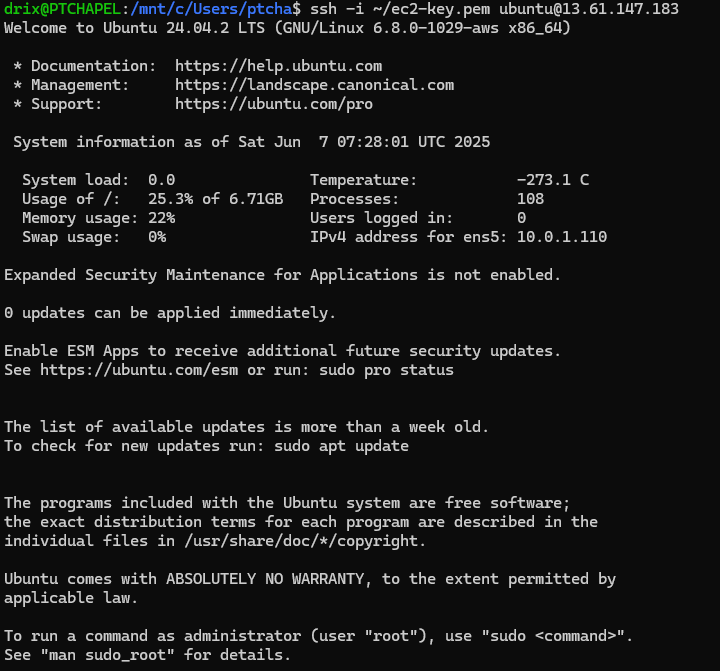 drix@PTCHAPEL:/mnt/c/Users/ptcha$ ssh -i ~/ec2-key.pem ubuntu@13.61.147.183
Welcome to Ubuntu 24.04.2 LTS (GNU/Linux 6.8.0-1029-aws x86_64)

 * Documentation:  https://help.ubuntu.com
 * Management:     https://landscape.canonical.com
 * Support:        https://ubuntu.com/pro

 System information as of Sat Jun  7 07:28:01 UTC 2025

  System load:  0.0               Temperature:           -273.1 C
  Usage of /:   25.3% of 6.71GB   Processes:             108
  Memory usage: 22%               Users logged in:       0
  Swap usage:   0%                IPv4 address for ens5: 10.0.1.110

Expanded Security Maintenance for Applications is not enabled.

0 updates can be applied immediately.

Enable ESM Apps to receive additional future security updates.
See https://ubuntu.com/esm or run: sudo pro status


The list of available updates is more than a week old.
To check for new updates run: sudo apt update


The programs included with the Ubuntu system are free software;
the exact distribution terms for each program are described in the
individual files in /usr/share/doc/*/copyright.

Ubuntu comes with ABSOLUTELY NO WARRANTY, to the extent permitted by
applicable law.

To run a command as administrator (user "root"), use "sudo <command>".
See "man sudo_root" for details.